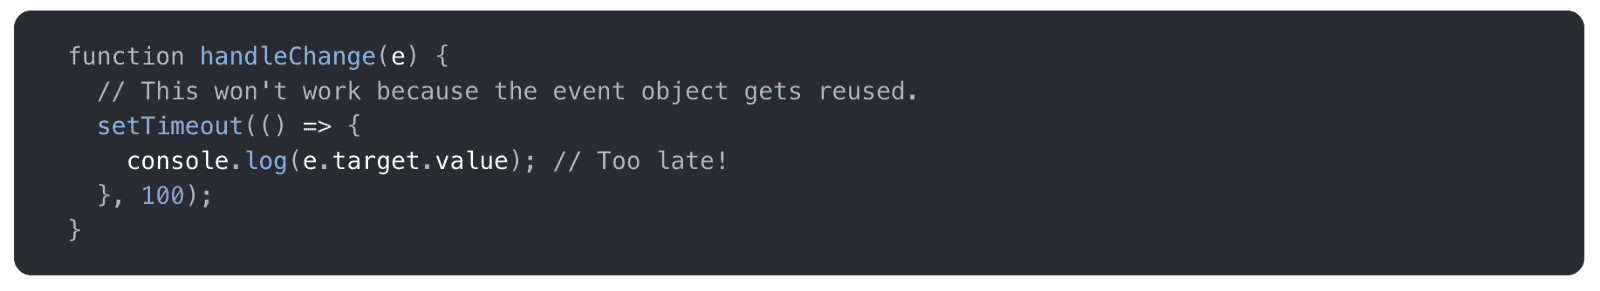 function handleChange(e) {
  // This won't work because the event object gets reused.
  setTimeout(() => {
    console.log(e.target.value); // Too late!
  }, 100);
}